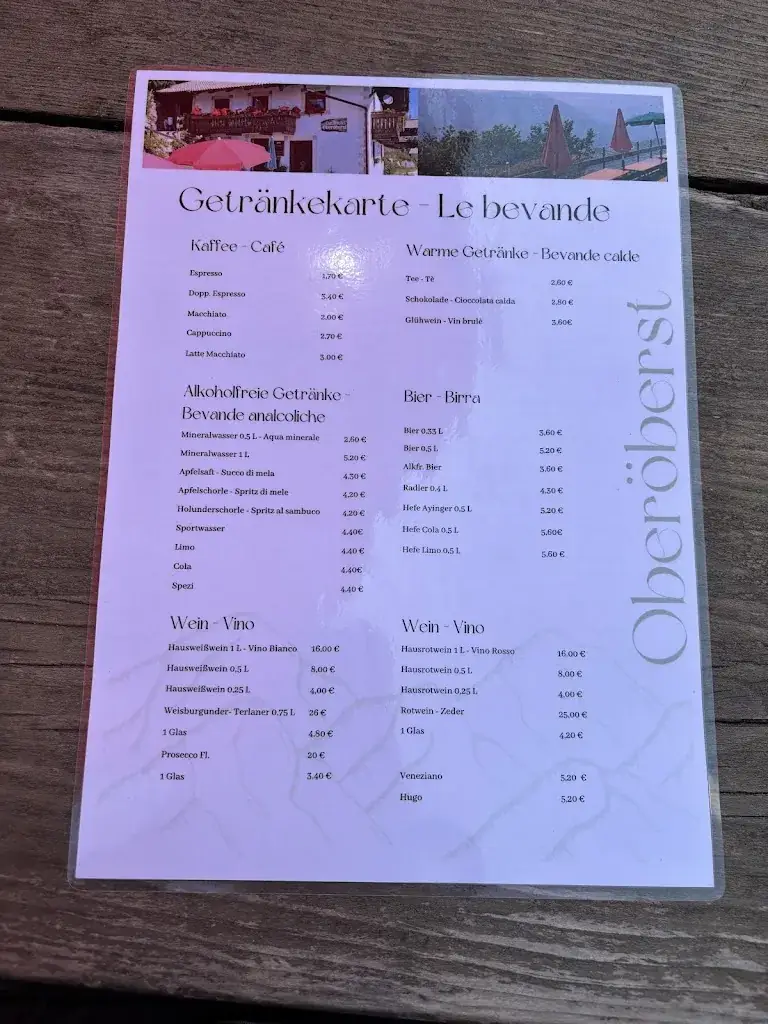 Getränkekarte - Le bevande
Kaffee - Café
Espresso 1,70 €
Dopp. Espresso 3.40 €
Macchiato 2.00 €
Cappuccino 2.70 €
Latte Macchiato 3.00 €
Warme Getränke - Bevande calde
Tee - Tè 2,60 €
Schokolade - Cioccolata calda 2,80 €
Glühwein - Vin brulè 3.60€
Alkoholfreie Getränke -
Bevande analcoliche
Mineralwasser 0,5 L - Aqua minerale 2,60 €
Mineralwasser 1 L 5,20 €
Apfelsaft - Succo di mela 4,30 €
Apfelschorle - Spritz di mele 4,20 €
Holunderschorle - Spritz al sambuco 4,20 €
Sportwasser 4,40€
Limo 4,40 €
Cola 4,40€
Spezi 4,40 €
Bier - Birra
Bier 0,33 L 3,60 €
Bier 0,5 L 5,20 €
Alkfr. Bier 3,60 €
Radler 0,4 L 4,30 €
Hefe Ayinger 0,5 L 5,20 €
Hefe Cola 0,5 L 5,60€
Hefe Limo 0,5 L 5,60 €
Oberöberst
Wein - Vino
Hausweißwein 1 L - Vino Bianco 16,00 €
Hausweißwein 0,5 L 8,00 €
Hausweißwein 0,25 L 4,00 €
Weisburgunder- Terlaner 0,75 L 26 €
1 Glas 4,80 €
Prosecco Fl. 20 €
1 Glas 3,40 €
Wein - Vino
Hausrotwein 1 L - Vino Rosso 16,00 €
Hausrotwein 0,5 L 8,00 €
Hausrotwein 0,25 L 4,00 €
Rotwein - Zeder 25,00 €
1 Glas 4,20 €
Veneziano 5,20 €
Hugo 5,20 €